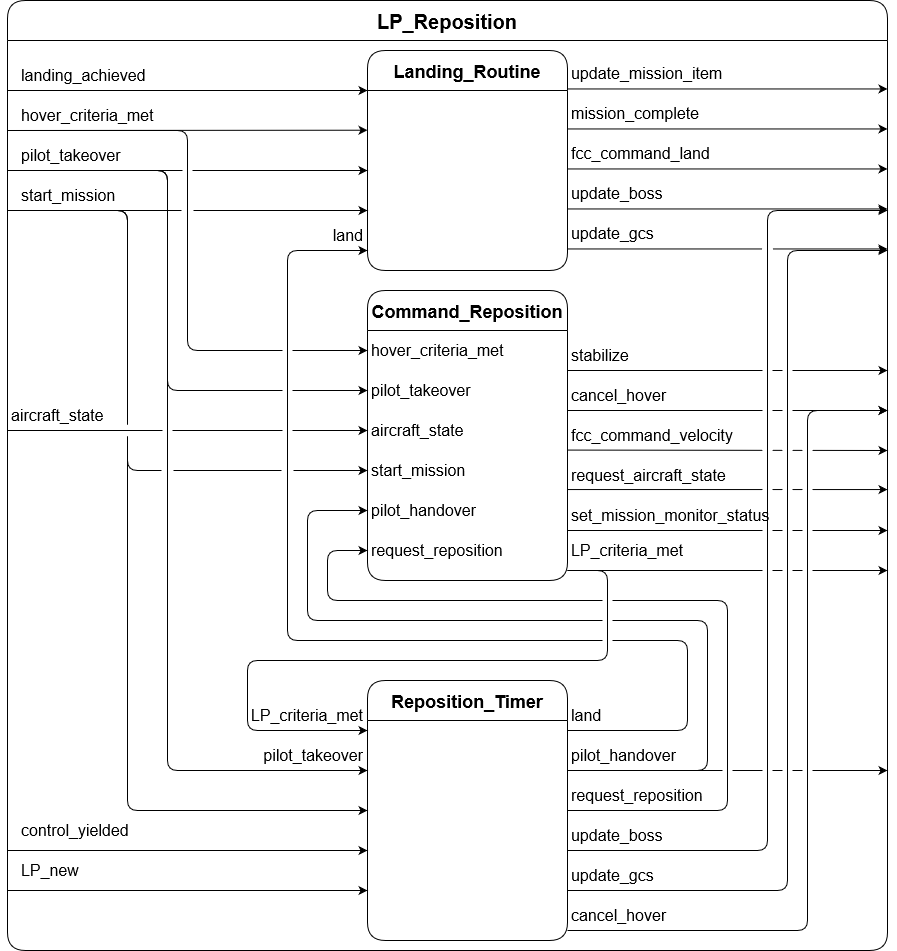 LP_Reposition
landing_achieved
hover_criteria_met
pilot_takeover
start_mission
land
Landing_Routine
update_mission_item
mission_complete
fcc_command_land
update_boss
update_gcs
aircraft_state
Command_Reposition
hover_criteria_met
pilot_takeover
aircraft_state
start_mission
pilot_handover
request_reposition
stabilize
cancel_hover
fcc_command_velocity
request_aircraft_state
set_mission_monitor_status
LP_criteria_met
Reposition_Timer
LP_criteria_met
pilot_takeover
control_yielded
LP_new
land
pilot_handover
request_reposition
update_boss
update_gcs
cancel_hover